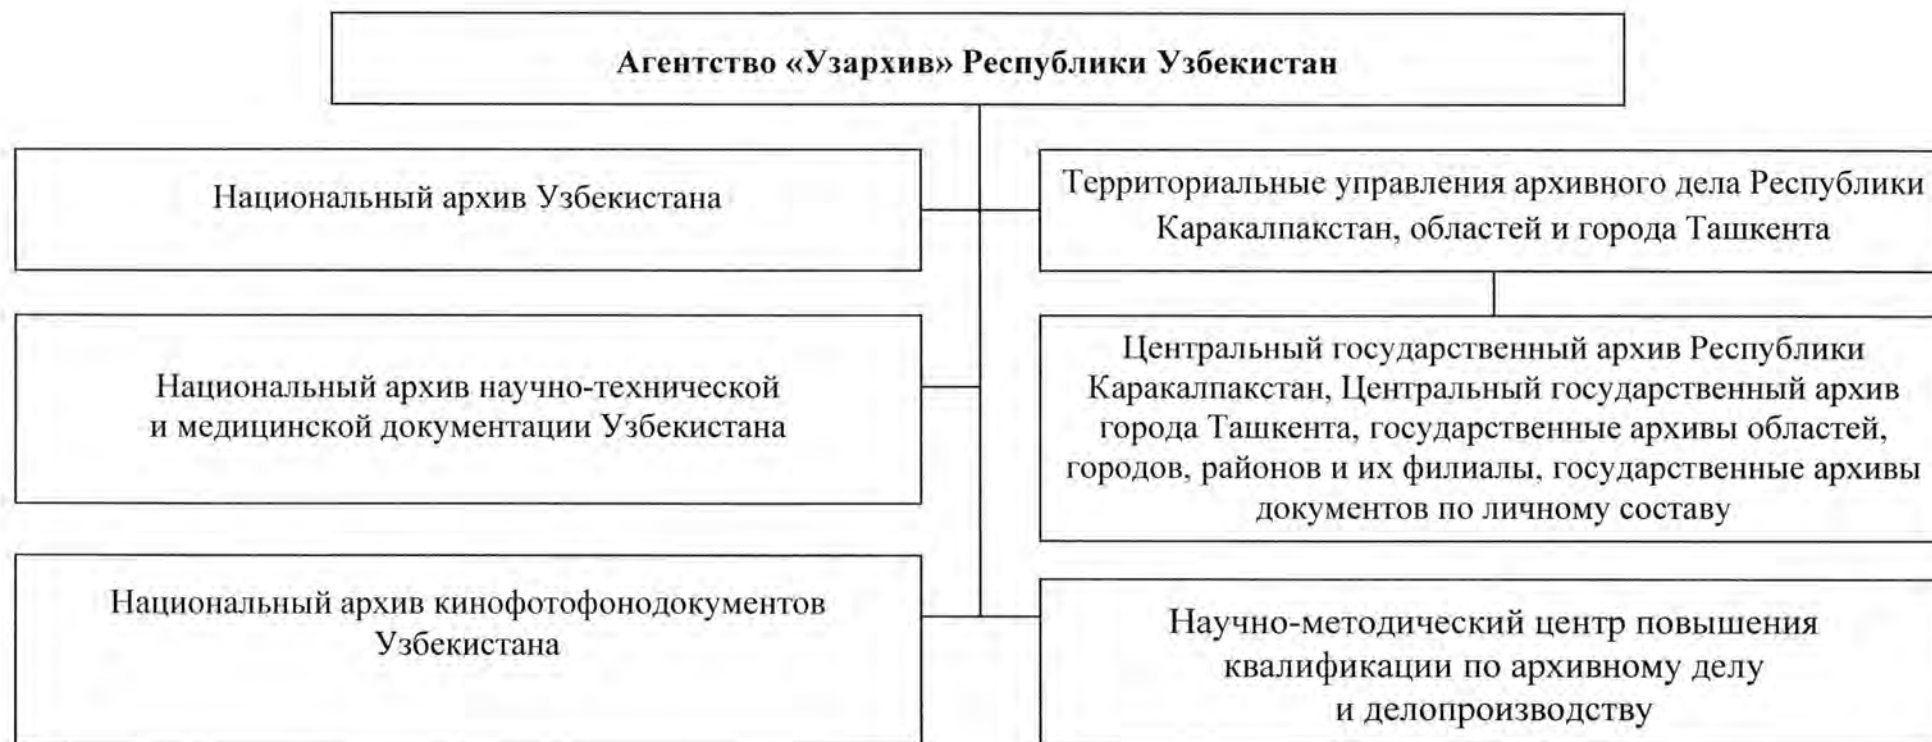 Агентство «Узархив» Республики Узбекистан
Национальный архив Узбекистана
Территориальные управления архивного дела Республики
Каракалпакстан, областей и города Ташкента
Национальный архив научно-технической
и медицинской документации Узбекистана
Центральный государственный архив Республики
Каракалпакстан, Центральный государственный архив
города Ташкента, государственные архивы областей,
городов, районов и их филиалы, государственные архивы
документов по личному составу
Национальный архив кинофотофонодокументов
Узбекистана
Научно-методический центр повышения
квалификации по архивному делу
и делопроизводству